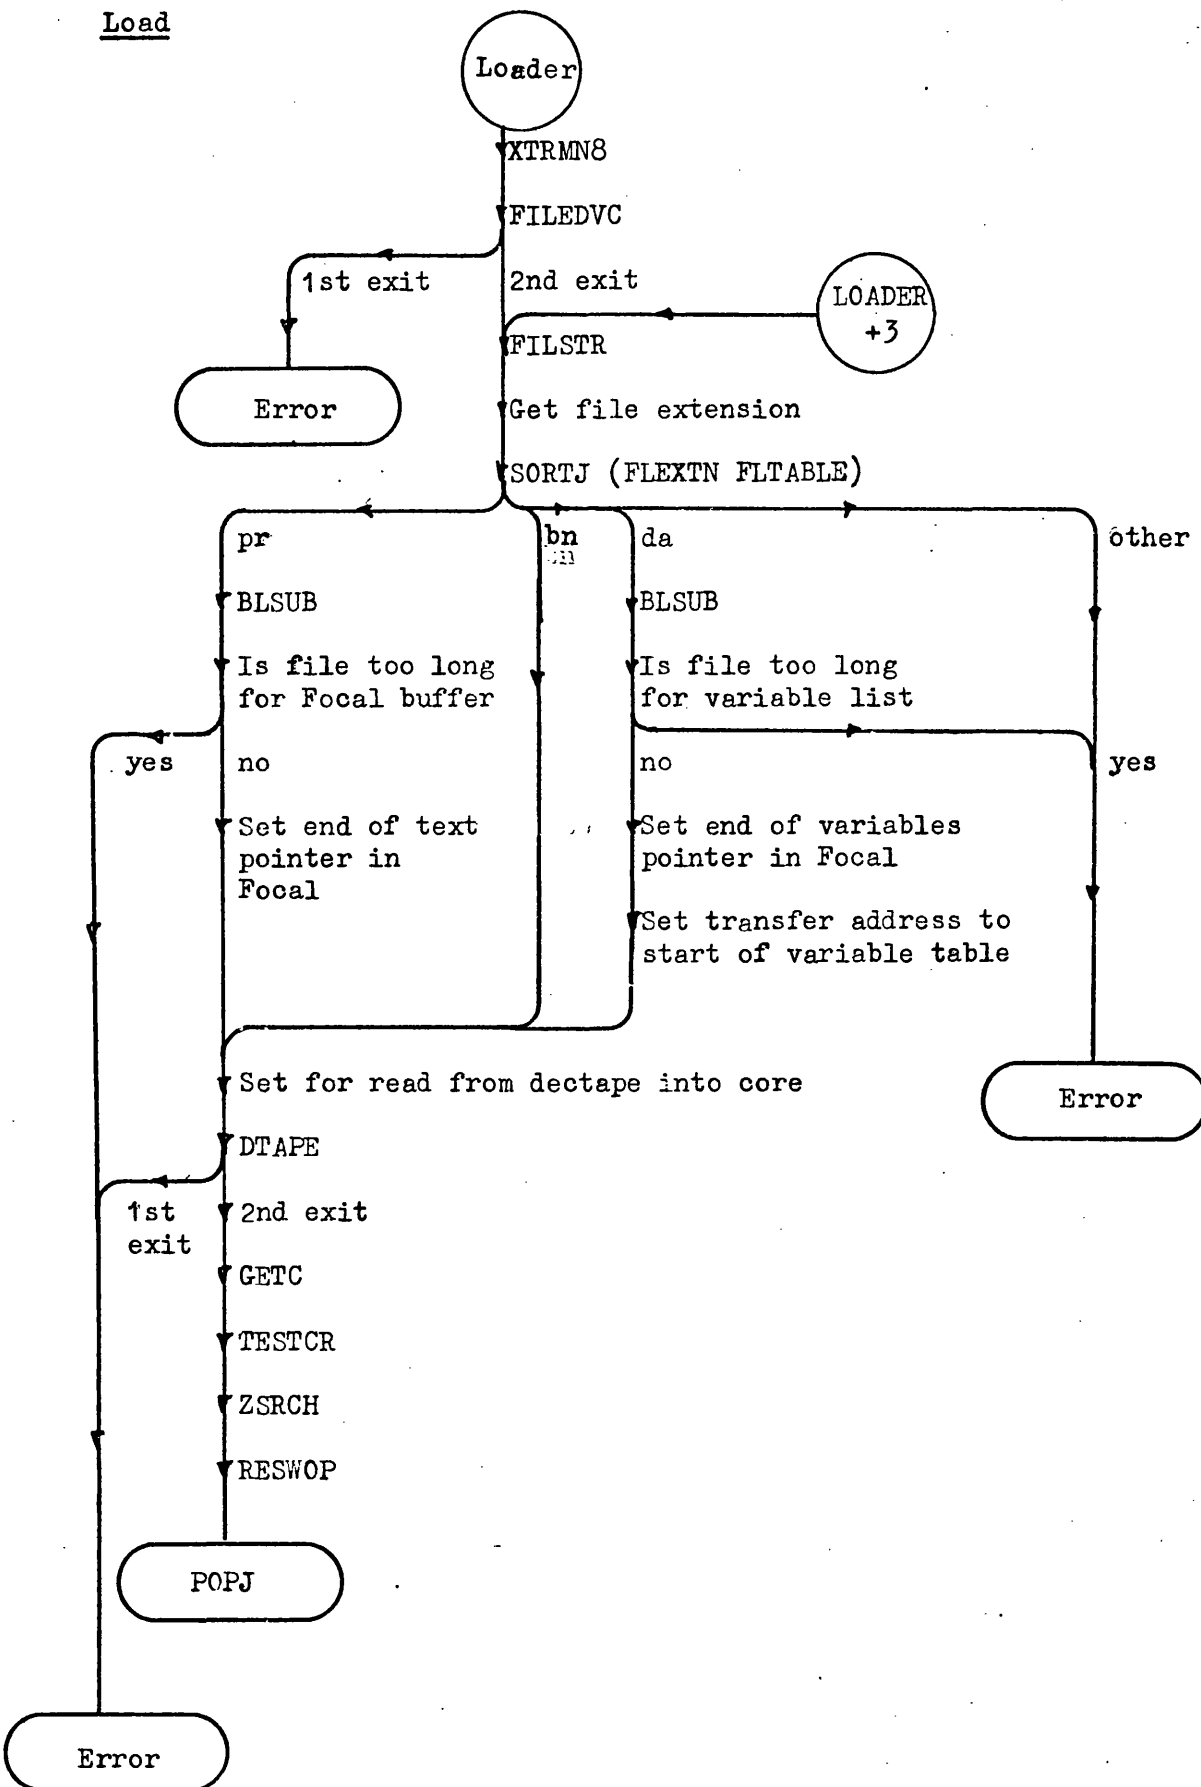 Load
Loader
XTRMN8
FILEDVC
1st exit
2nd exit
LOADER
+3
FILSTR
Error
Get file extension
SORTJ (FLEXTN FLTABLE)
pr
bn
da
other
BLSUB
BLSUB
Is file too long
for Focal buffer
Is file too long
for variable list
yes
no
no
yes
Set end of text
pointer in
Focal
Set end of variables
pointer in Focal
Set transfer address to
start of variable table
Set for read from dectape into core
Error
DTAPE
1st
exit
2nd exit
GETC
TESTCR
ZSRCH
RESWOP
POPJ
Error